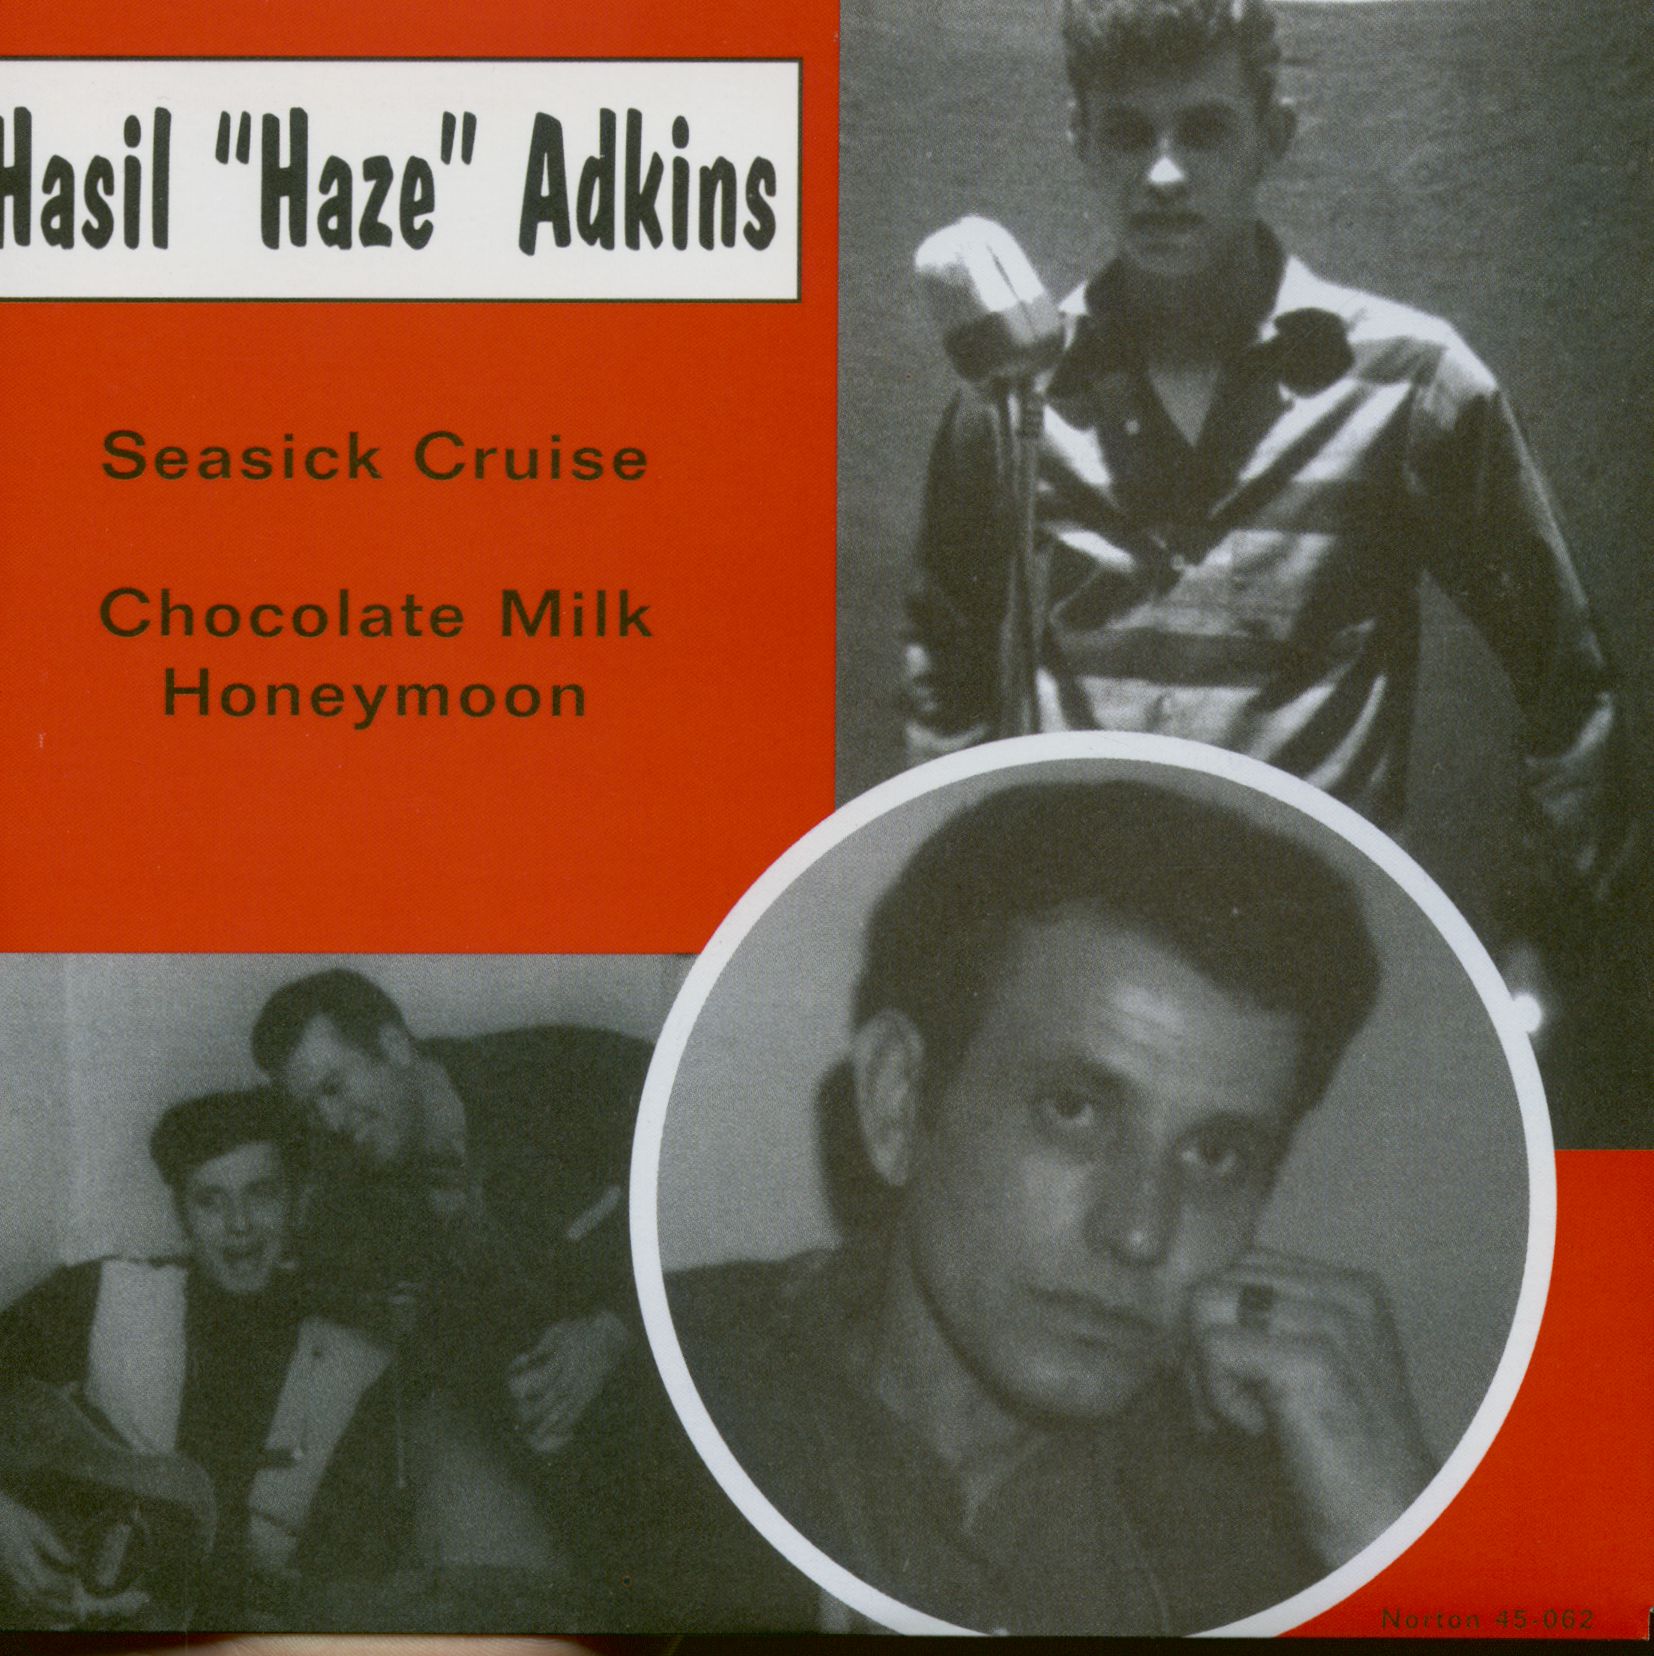 Hasil "Haze" Adkins
Seasick Cruise
Chocolate Milk
Honeymoon
Norton 45-062